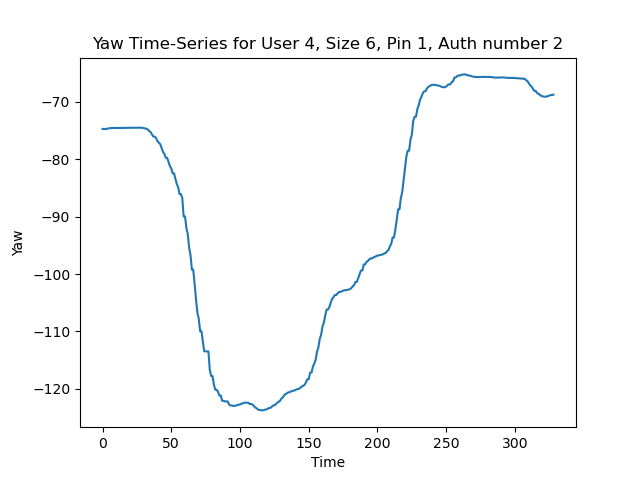 Yaw Time-Series for User 4, Size 6, Pin 1, Auth number 2
−70
−80
−90
−100
−110
−120
Yaw
0 50 100 150 200 250 300
Time